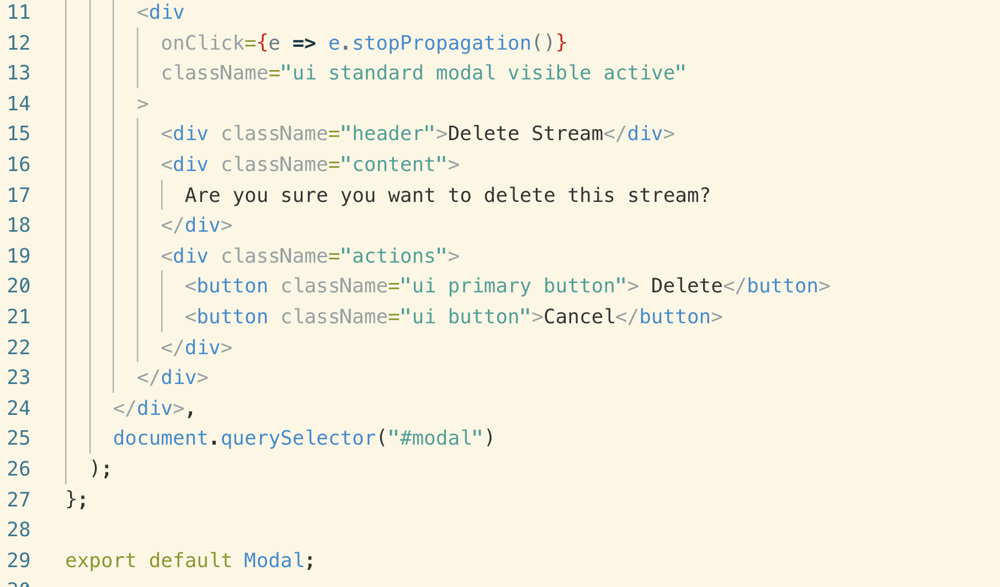 11 <div
12 onClick={e => e.stopPropagation()}
13 className="ui standard modal visible active"
14 >
15 <div className="header">Delete Stream</div>
16 <div className="content">
17 Are you sure you want to delete this stream?
18 </div>
19 <div className="actions">
20 <button className="ui primary button"> Delete</button>
21 <button className="ui button">Cancel</button>
22 </div>
23 </div>
24 </div>,
25 document.querySelector("#modal")
26 );
27 };
28
29 export default Modal;